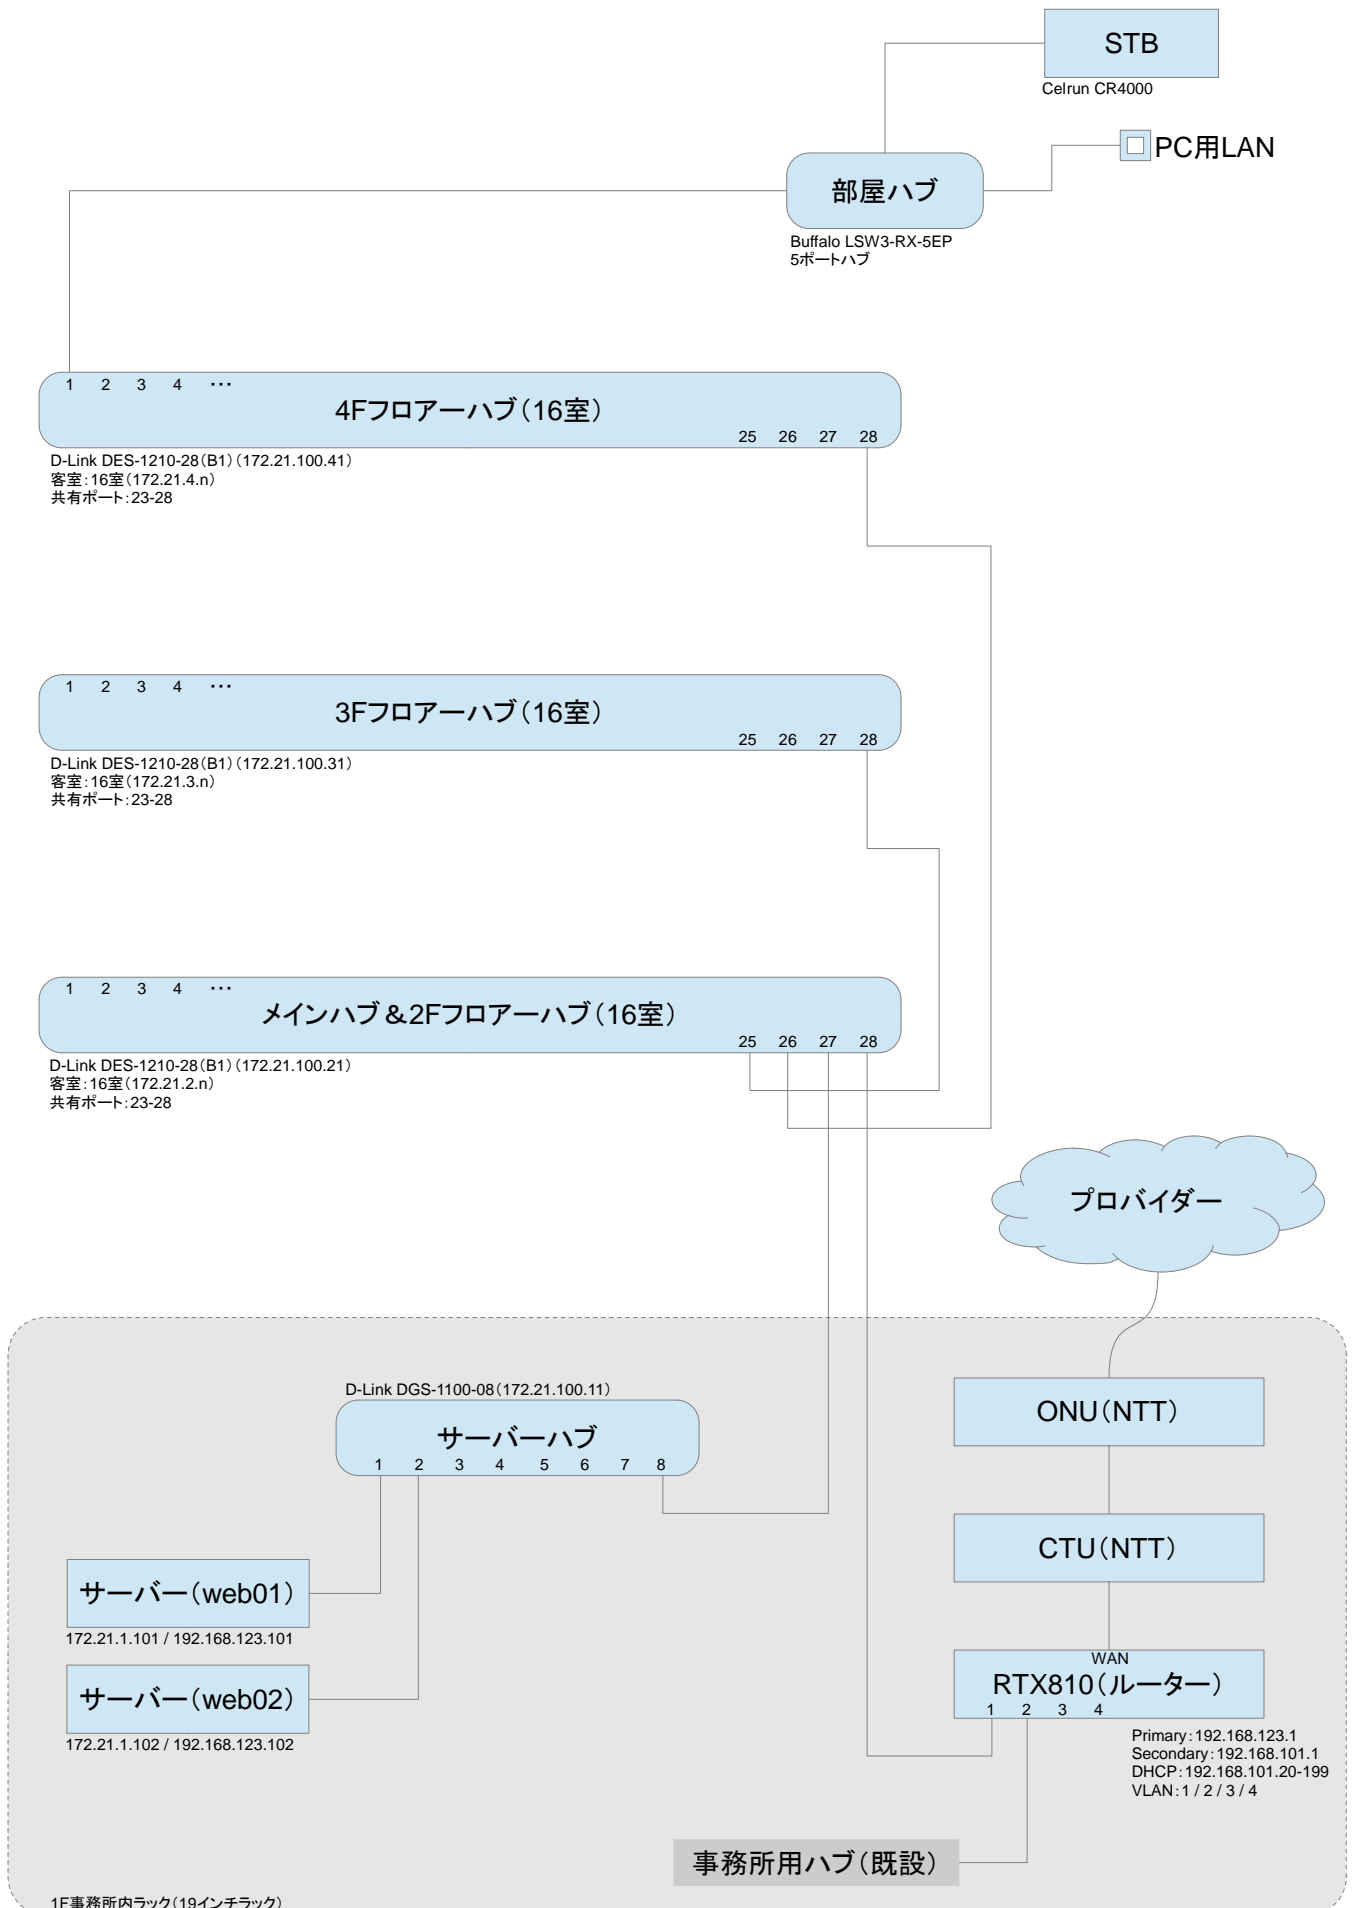 STB
Celrun CR4000
PC用LAN
部屋ハブ
Buffalo LSW3-RX-5EP
5ポートハブ
1 2 3 4 ･･･
4Fフロアーハブ（16室）
25 26 27 28
D-Link DES-1210-28（B1）（172.21.100.41）
客室：16室（172.21.4.n）
共有ポート：23-28
1 2 3 4 ･･･
3Fフロアーハブ（16室）
25 26 27 28
D-Link DES-1210-28（B1）（172.21.100.31）
客室：16室（172.21.3.n）
共有ポート：23-28
1 2 3 4 ･･･
メインハブ＆2Fフロアーハブ（16室）
25 26 27 28
D-Link DES-1210-28（B1）（172.21.100.21）
客室：16室（172.21.2.n）
共有ポート：23-28
プロバイダー
D-Link DGS-1100-08（172.21.100.11）
サーバーハブ
1 2 3 4 5 6 7 8
ONU（NTT）
CTU（NTT）
サーバー（web01）
172.21.1.101 / 192.168.123.101
サーバー（web02）
172.21.1.102 / 192.168.123.102
WAN
RTX810（ルーター）
1 2 3 4
Primary：192.168.123.1
Secondary：192.168.101.1
DHCP：192.168.101.20-199
VLAN：1 / 2 / 3 / 4
事務所用ハブ（既設）
1F事務所内ラック（19インチラック）